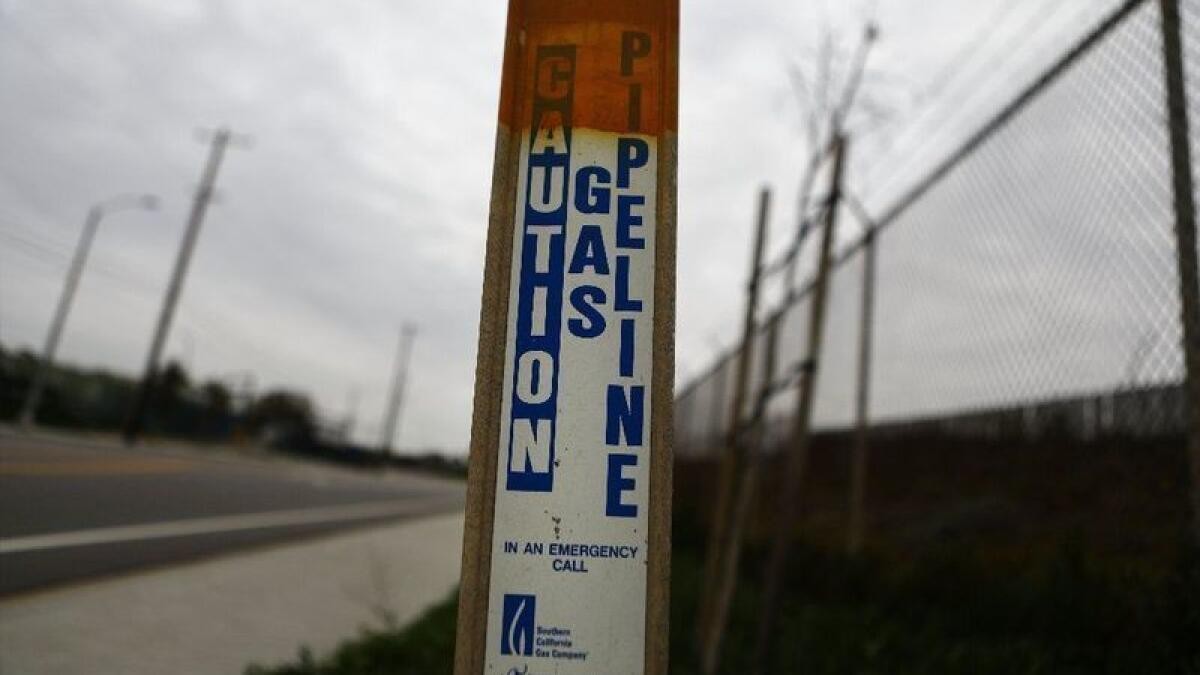 CAUTION
GAS
PIPELINE
IN AN EMERGENCY
CALL
Southern
California
Gas Company